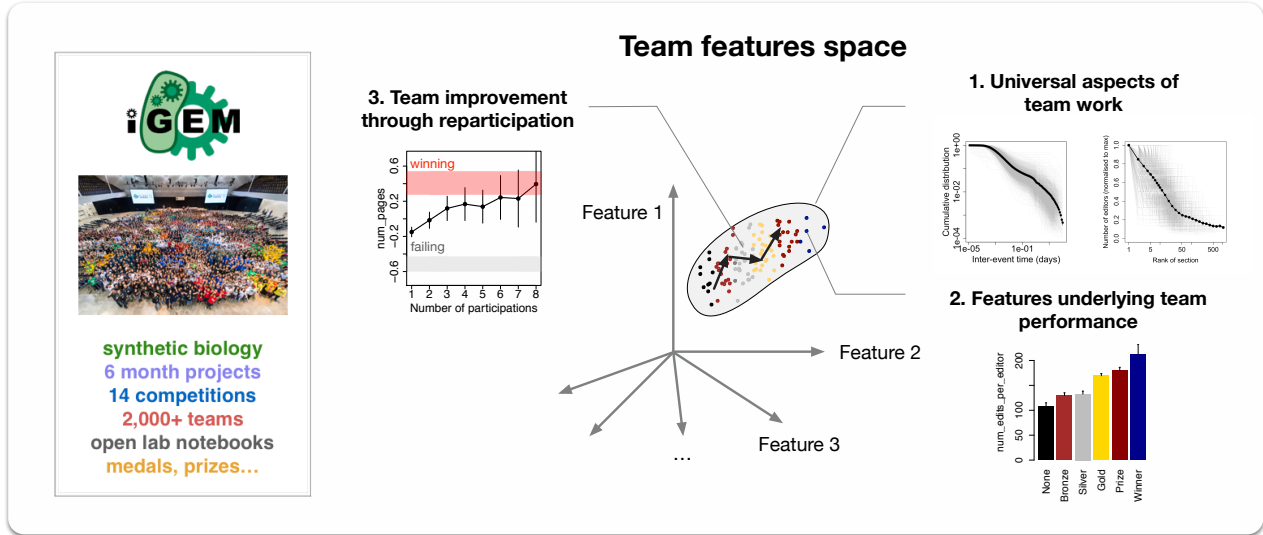 Team features space
iGEM
synthetic biology
6 month projects
14 competitions
2,000+ teams
open lab notebooks
medals, prizes…
3. Team improvement
through reparticipation
winning
failing
num_pages
0.6
0.2
-0.2
-0.6
1 2 3 4 5 6 7 8
Number of participations
Feature 1
Feature 2
Feature 3
...
1. Universal aspects of
team work
Cumulative distribution
1e+00
1e-02
1e-04
1e-05 1e-01
Inter-event time (days)
Number of editors (normalised to max)
1.0
0.8
0.6
0.4
0.2
0.0
1 5 50 500
Rank of section
2. Features underlying team
performance
num_edits_per_editor
200
100
50
0
None
Bronze
Silver
Gold
Prize
Winner